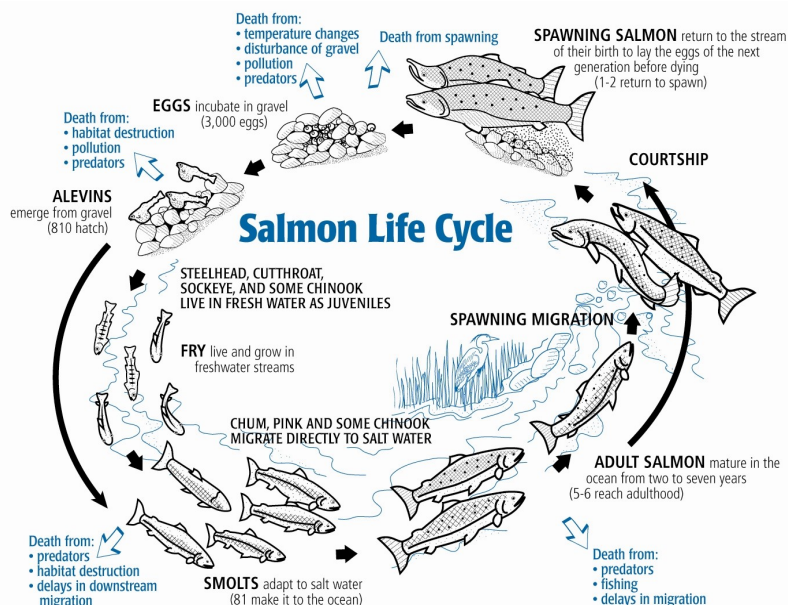 Death from:
• temperature changes
• disturbance of gravel
• pollution
• predators
Death from spawning
SPAWNING SALMON return to the stream
of their birth to lay the eggs of the next
generation before dying
(1-2 return to spawn)
EGGS incubate in gravel
(3,000 eggs)
Death from:
• habitat destruction
• pollution
• predators
COURTSHIP
ALEVINS
emerge from gravel
(810 hatch)
Salmon Life Cycle
STEELHEAD, CUTTHROAT,
SOCKEYE, AND SOME CHINOOK
LIVE IN FRESH WATER AS JUVENILES
SPAWNING MIGRATION
FRY live and grow in
freshwater streams
CHUM, PINK AND SOME CHINOOK
MIGRATE DIRECTLY TO SALT WATER
ADULT SALMON mature in the
ocean from two to seven years
(5-6 reach adulthood)
Death from:
• predators
• habitat destruction
• delays in downstream
migration
SMOLTS adapt to salt water
(81 make it to the ocean)
Death from:
• predators
• fishing
• delays in migration